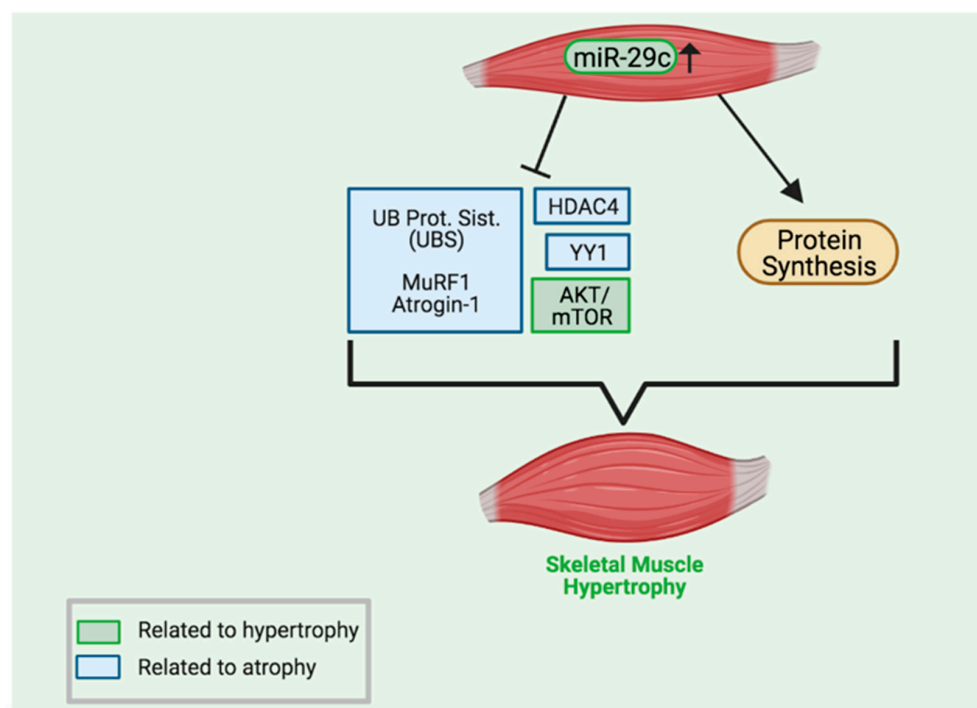 miR-29c
UB Prot. Sist.
(UBS)
MuRF1
Atrogin-1
HDAC4
YY1
AKT/
mTOR
Protein
Synthesis
Skeletal Muscle
Hypertrophy
Related to hypertrophy
Related to atrophy